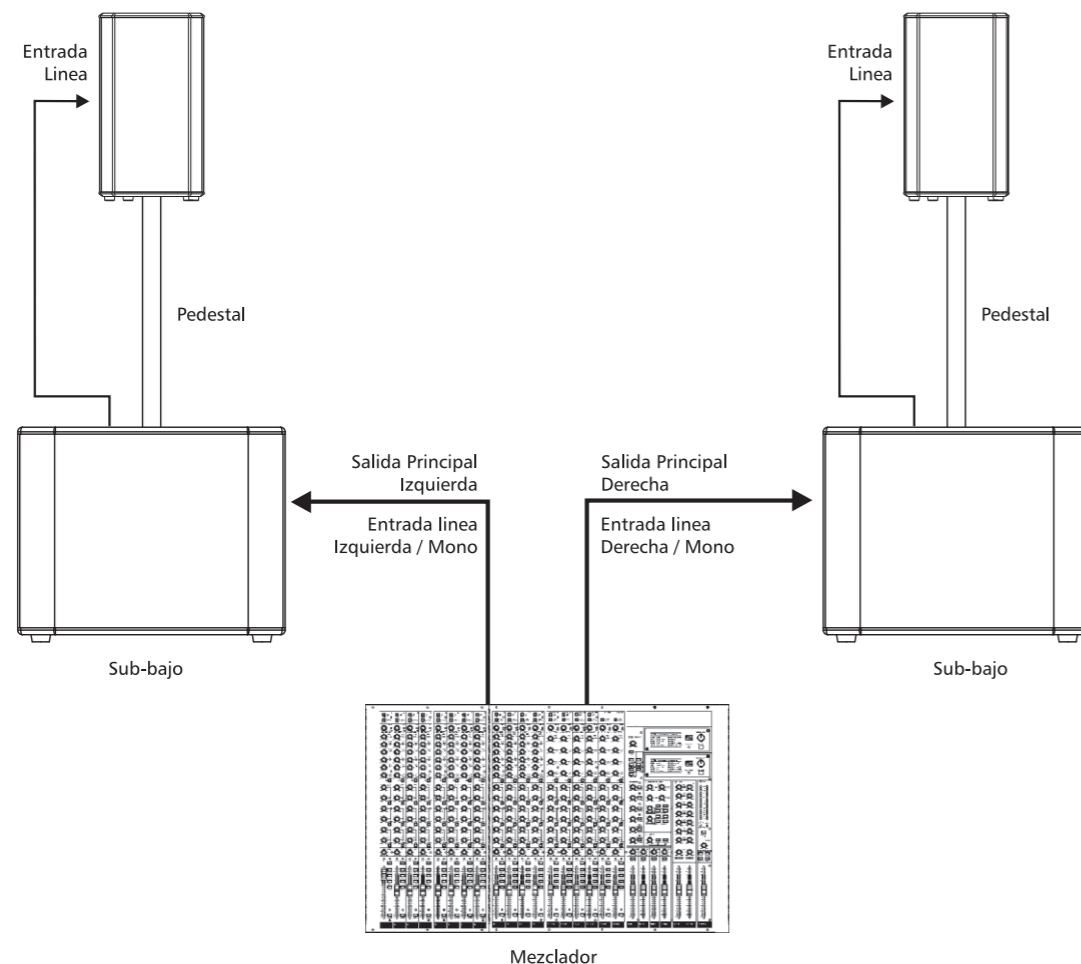 Entrada
Linea
Entrada
Linea
Pedestal
Pedestal
Salida Principal
Izquierda
Entrada linea
Izquierda / Mono
Salida Principal
Derecha
Entrada linea
Derecha / Mono
Sub-bajo
Sub-bajo
Mezclador